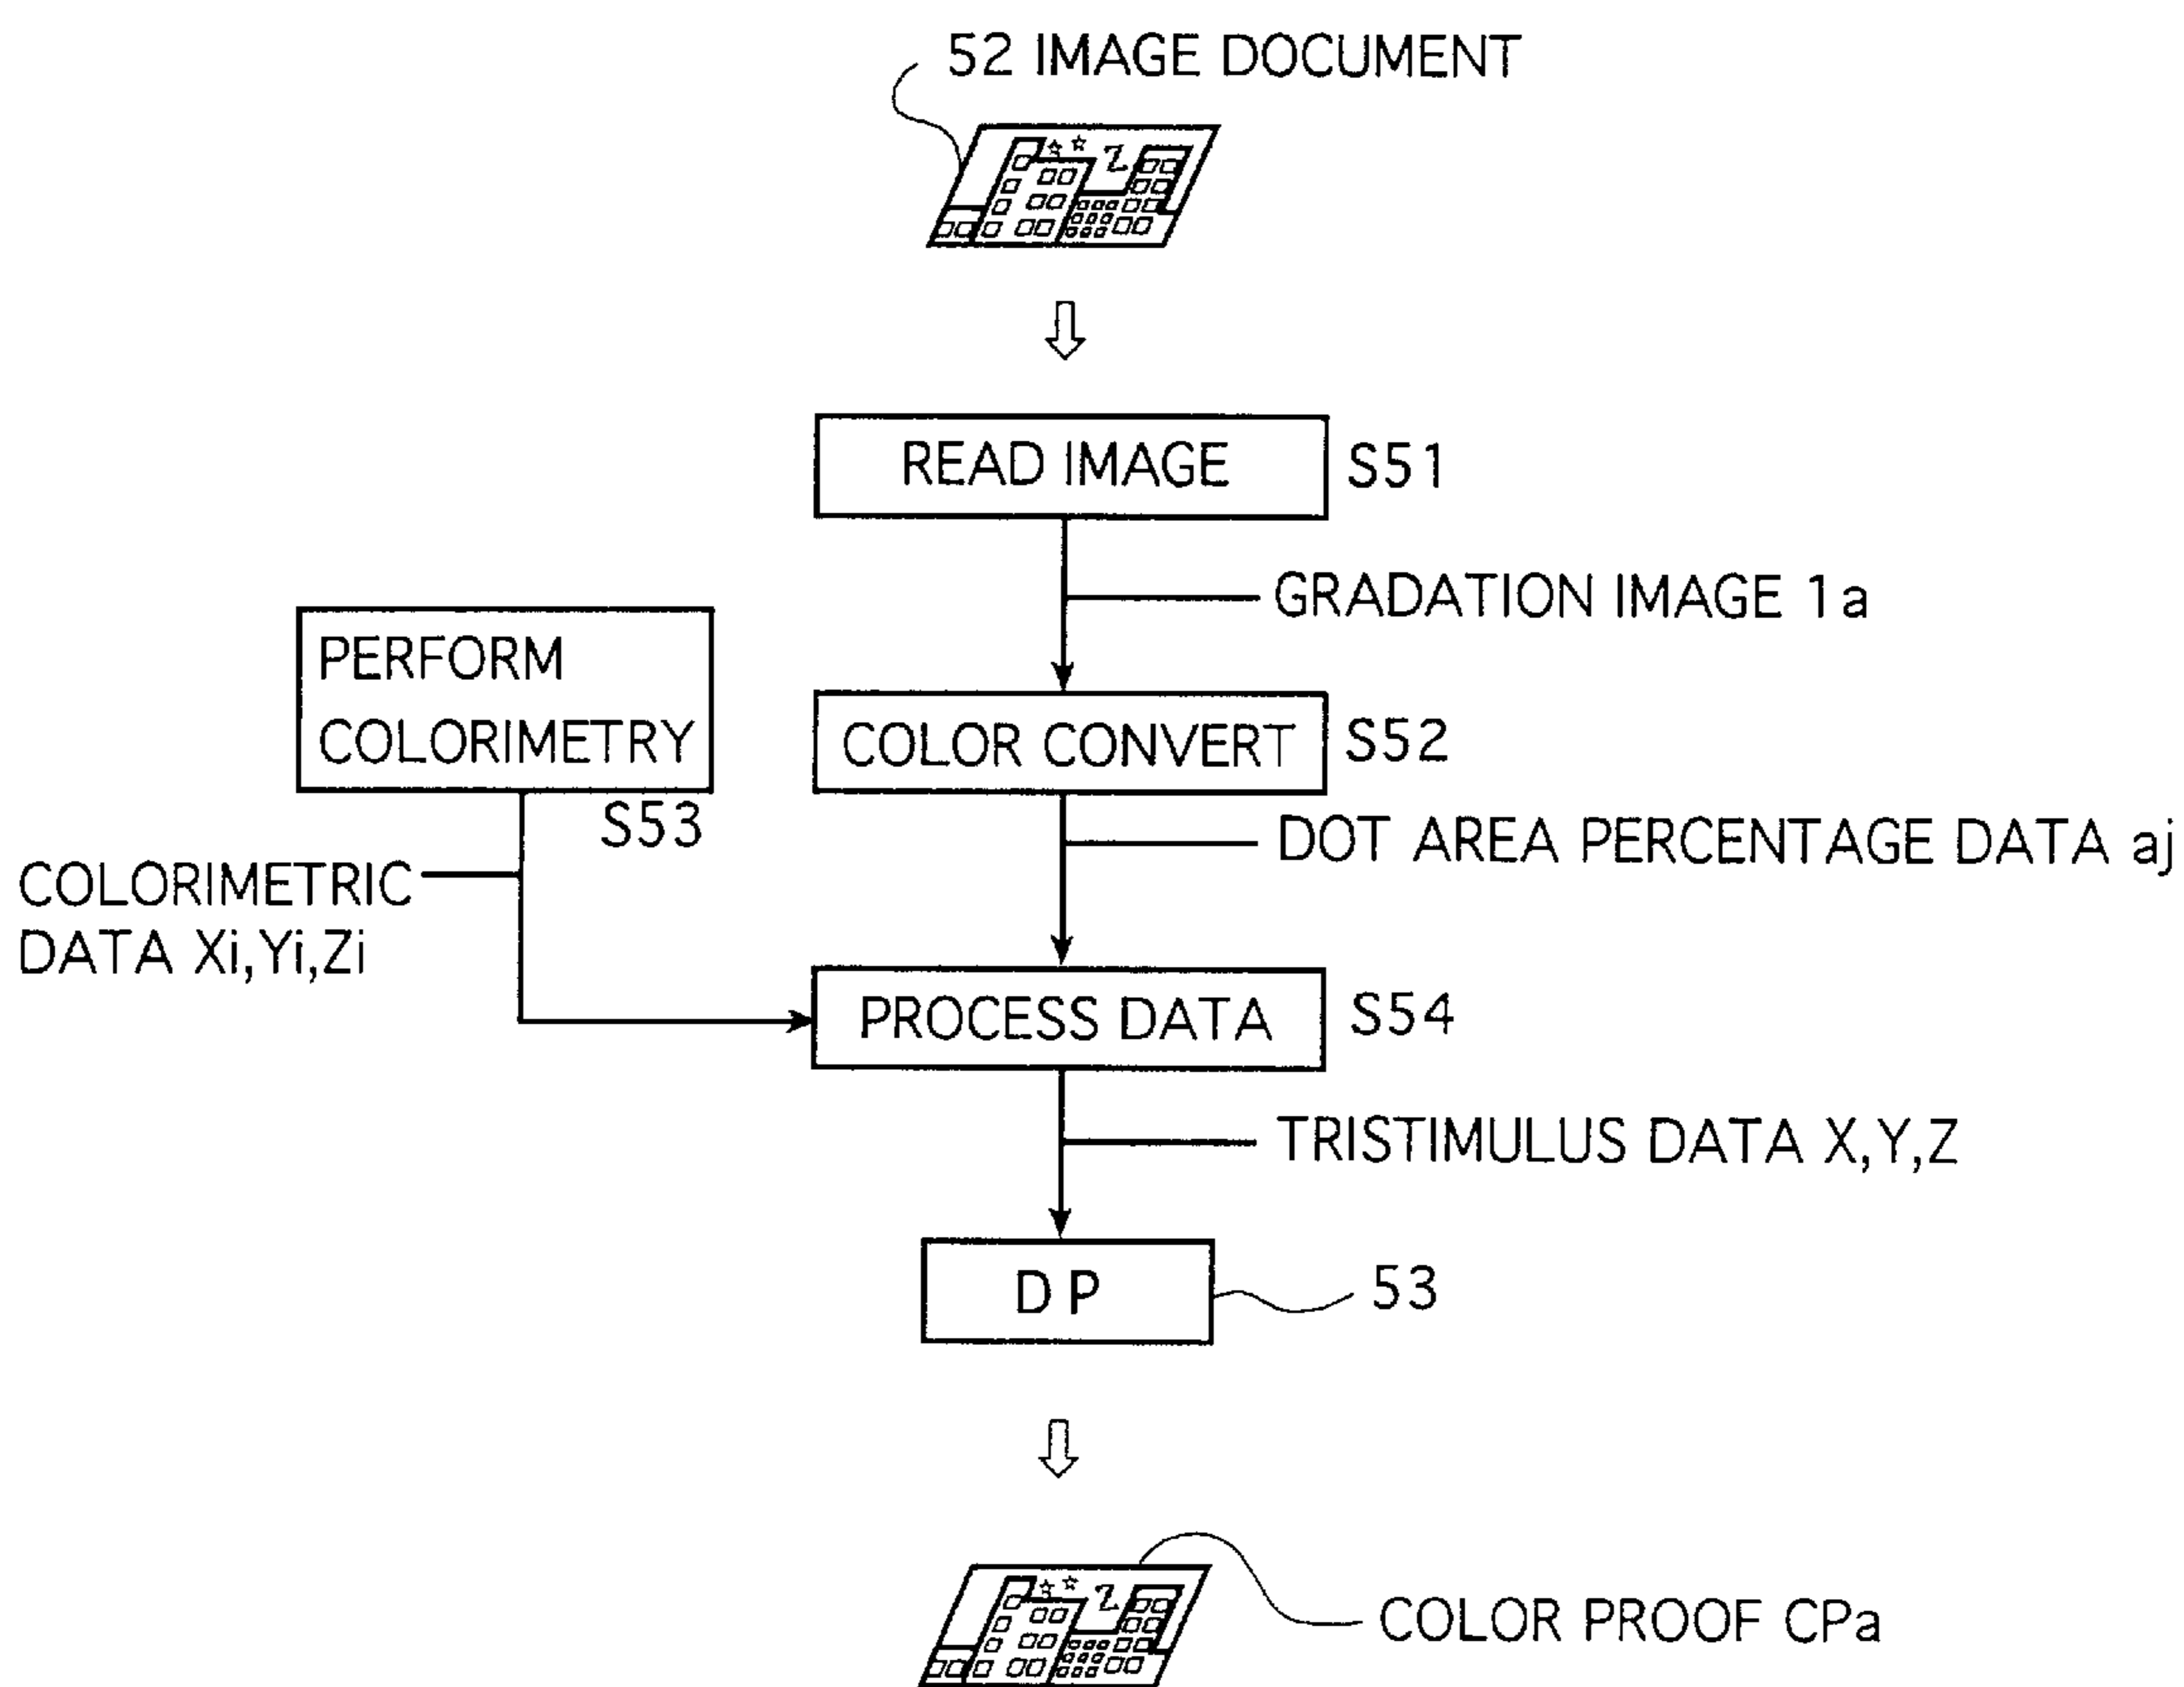 52 IMAGE DOCUMENT
READ IMAGE S51
GRADATION IMAGE 1a
PERFORM
COLORIMETRY
S53
COLOR CONVERT S52
DOT AREA PERCENTAGE DATA aj
COLORIMETRIC
DATA Xi,Yi,Zi
PROCESS DATA S54
TRISTIMULUS DATA X,Y,Z
DP 53
COLOR PROOF CPa